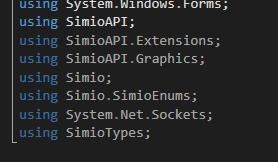 using System.Windows.Forms;
using SimioAPI;
using SimioAPI.Extensions;
using SimioAPI.Graphics;
using Simio;
using Simio.SimioEnums;
using System.Net.Sockets;
using SimioTypes;